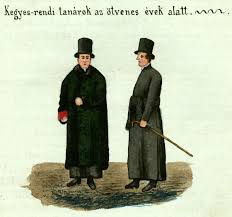 Kegyes-rendi tanárok az ötvenes évek alatt.